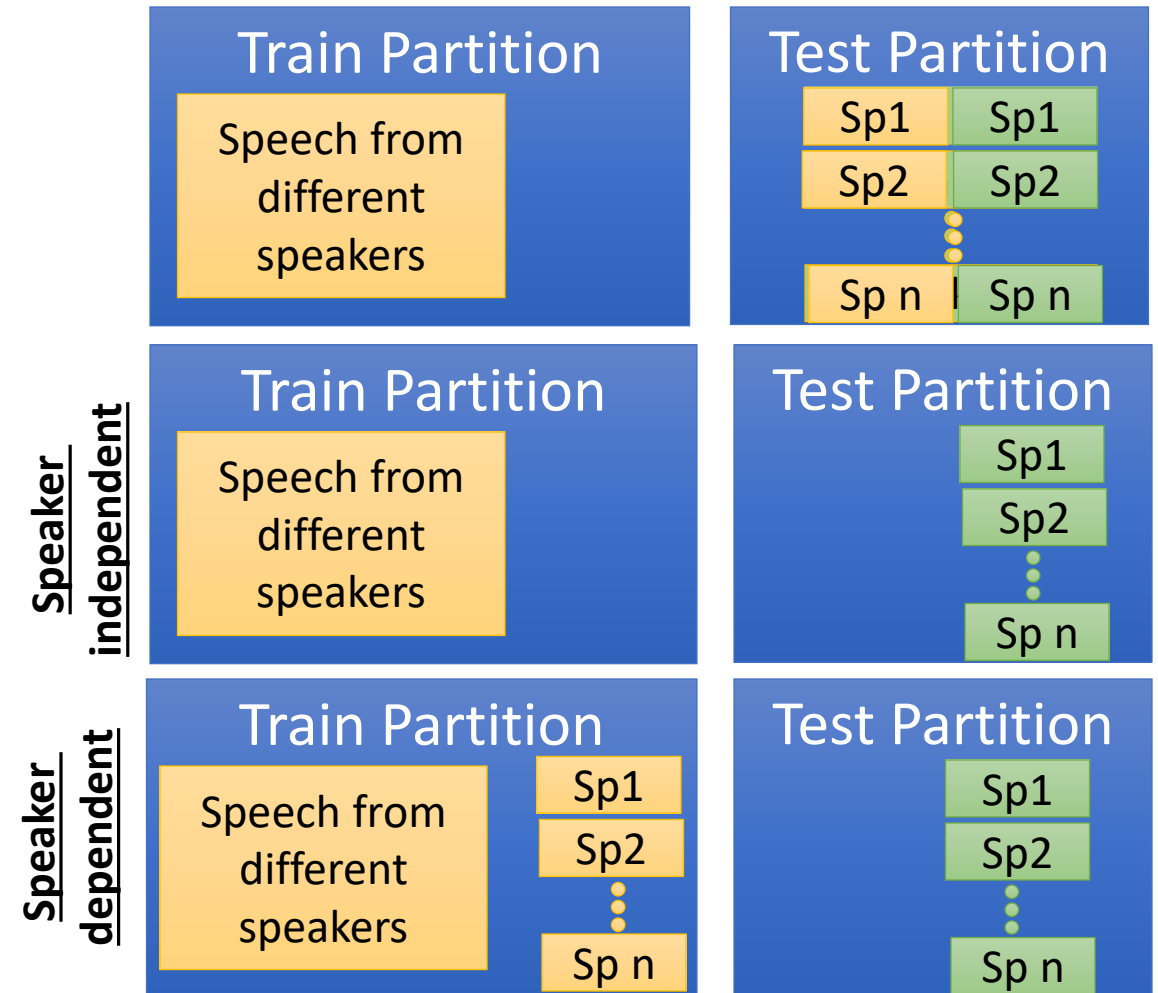 Train Partition
Speech from
different
speakers
Test Partition
Sp1 Sp1
Sp2 Sp2
Sp n Sp n
Speaker
independent
Train Partition
Speech from
different
speakers
Test Partition
Sp1
Sp2
Sp n
Speaker
dependent
Train Partition
Speech from
different
speakers
Sp1
Sp2
Sp n
Test Partition
Sp1
Sp2
Sp n